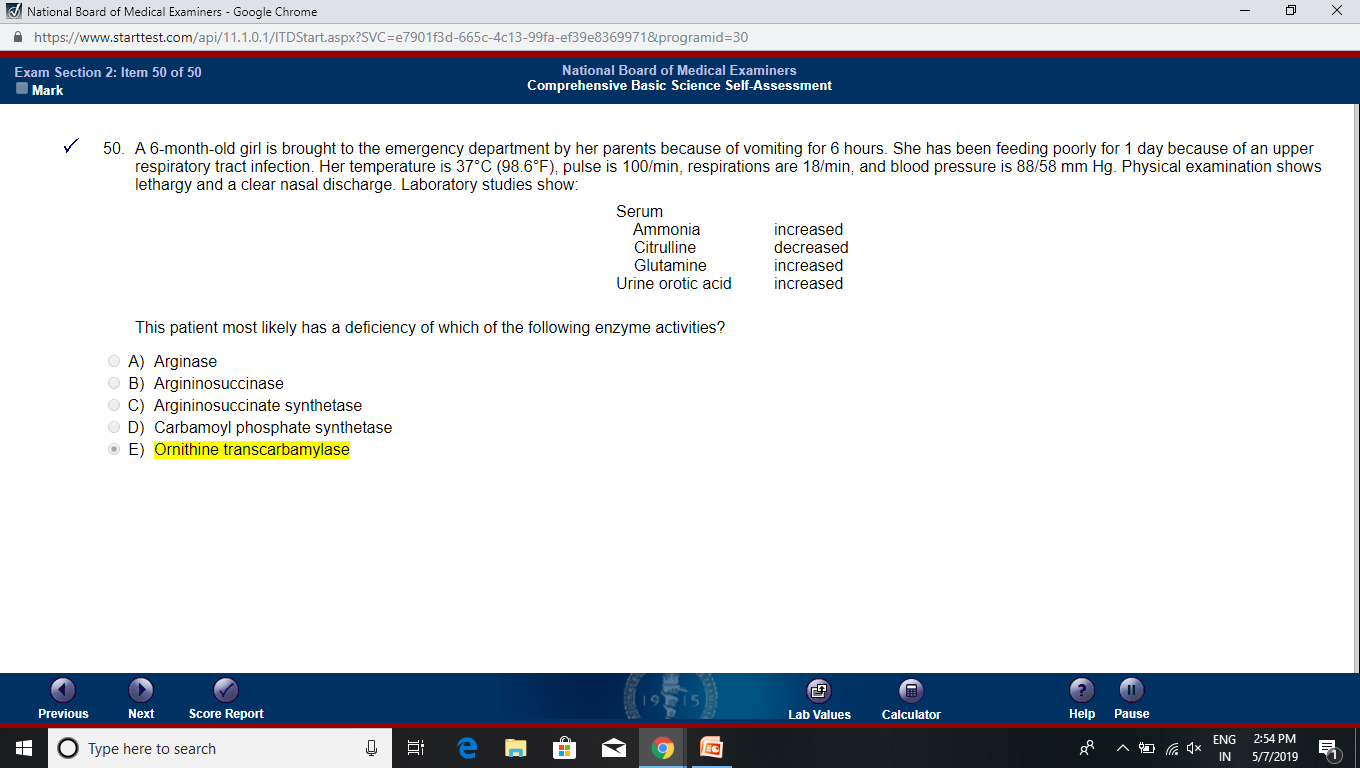 National Board of Medical Examiners - Google Chrome
https://www.starttest.com/api/11.1.0.1/ITDStart.aspx?SVC=e7901f3d-665c-4c13-99fa-ef39e8369971&programid=30
Exam Section 2: Item 50 of 50
Mark
National Board of Medical Examiners
Comprehensive Basic Science Self-Assessment
50. A 6-month-old girl is brought to the emergency department by her parents because of vomiting for 6 hours. She has been feeding poorly for 1 day because of an upper
respiratory tract infection. Her temperature is 37°C (98.6°F), pulse is 100/min, respirations are 18/min, and blood pressure is 88/58 mm Hg. Physical examination shows
lethargy and a clear nasal discharge. Laboratory studies show:
Serum
Ammonia increased
Citrulline decreased
Glutamine increased
Urine orotic acid increased
This patient most likely has a deficiency of which of the following enzyme activities?
A) Arginase
B) Argininosuccinase
C) Argininosuccinate synthetase
D) Carbamoyl phosphate synthetase
E) Ornithine transcarbamylase
Previous Next Score Report
19 15
Lab Values Calculator
Help Pause
Type here to search
ENG
IN
2:54 PM
5/7/2019
1